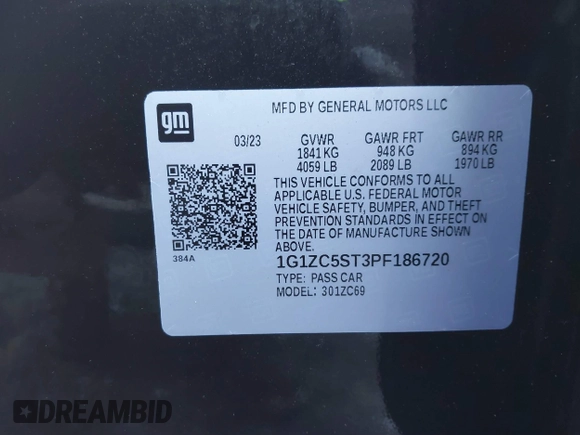 MFD BY GENERAL MOTORS LLC
gm
03/23 GVWR GAWR FRT GAWR RR
1841 KG 948 KG 894 KG
4059 LB 2089 LB 1970 LB
THIS VEHICLE CONFORMS TO ALL
APPLICABLE U.S. FEDERAL MOTOR
VEHICLE SAFETY, BUMPER, AND THEFT
PREVENTION STANDARDS IN EFFECT ON
THE DATE OF MANUFACTURE SHOWN
ABOVE.
384A
1G1ZC5ST3PF186720
TYPE: PASS CAR
MODEL: 301ZC69
DREAMBID